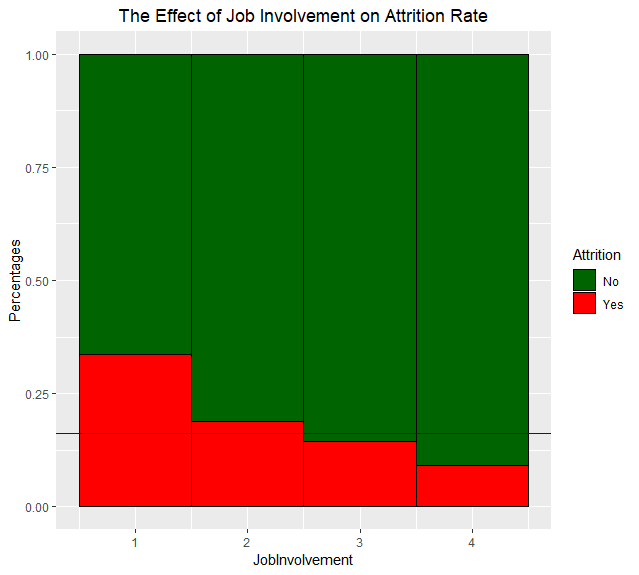 The Effect of Job Involvement on Attrition Rate
1.00
0.75
0.50
0.25
0.00
Percentages
1 2 3 4
JobInvolvement
Attrition
No
Yes